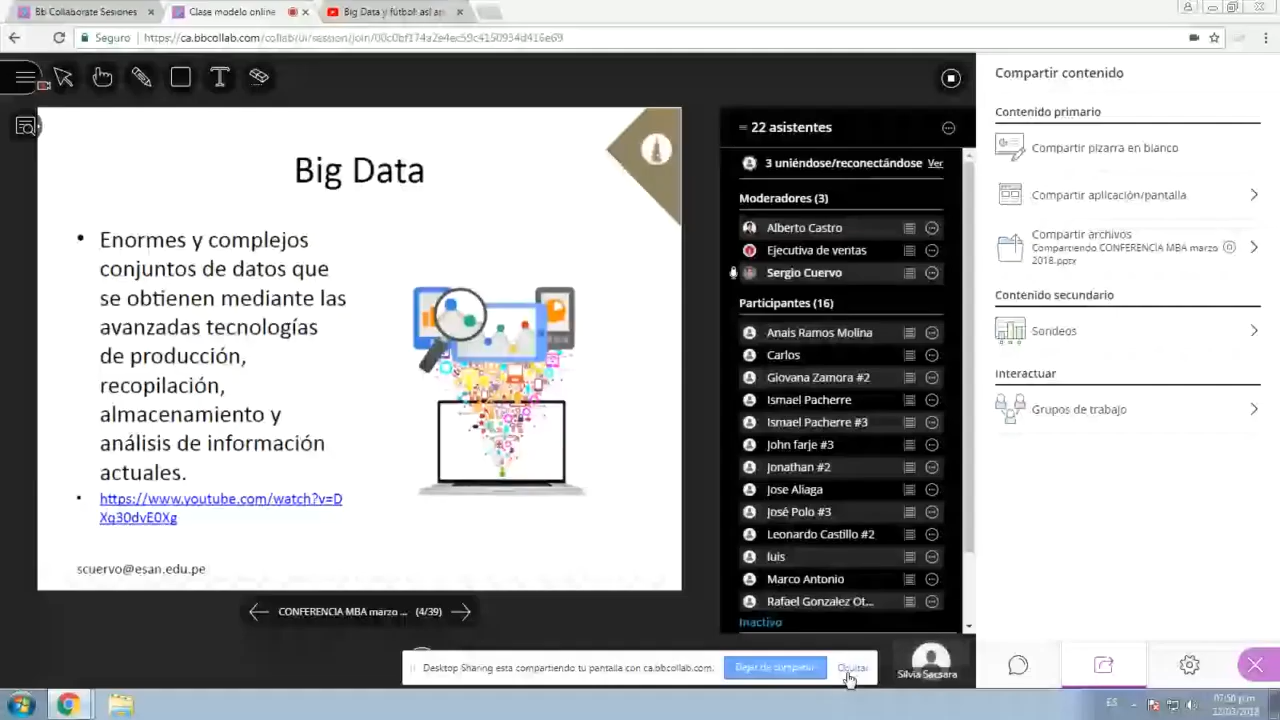 Bb Collaborate Sesiones
Clase modelo online
Big Data y fútbol: así ap
Seguro
https://ca.bbcollab.com/collab/ui/session/join/00c0bf174a2e4ec59c4150934d416e69
Big Data
• Enormes y complejos
conjuntos de datos que
se obtienen mediante las
avanzadas tecnologías
de producción,
recopilación,
almacenamiento y
análisis de información
actuales.
• https://www.youtube.com/watch?v=D
Xq30dvE0Xg
scuervo@esan.edu.pe
CONFERENCIA MBA marzo ... (4/39)
22 asistentes
3 uniéndose/reconectándose Ver
Moderadores (3)
Alberto Castro
Ejecutiva de ventas
Sergio Cuervo
Participantes (16)
Anais Ramos Molina
Carlos
Giovana Zamora #2
Ismael Pacherre
Ismael Pacherre #3
John farje #3
Jonathan #2
Jose Aliaga
José Polo #3
Leonardo Castillo #2
luis
Marco Antonio
Rafael Gonzalez Ot...
Inactivo
Silvia Sacsara
Compartir contenido
Contenido primario
Compartir pizarra en blanco
Compartir aplicación/pantalla
Compartir archivos
Compartiendo CONFERENCIA MBA marzo
2018.pptx
Contenido secundario
Sondeos
Interactuar
Grupos de trabajo
Desktop Sharing está compartiendo tu pantalla con ca.bbcollab.com.
Dejar de compartir
Ocultar
ES
07:50 p.m.
12/03/2018